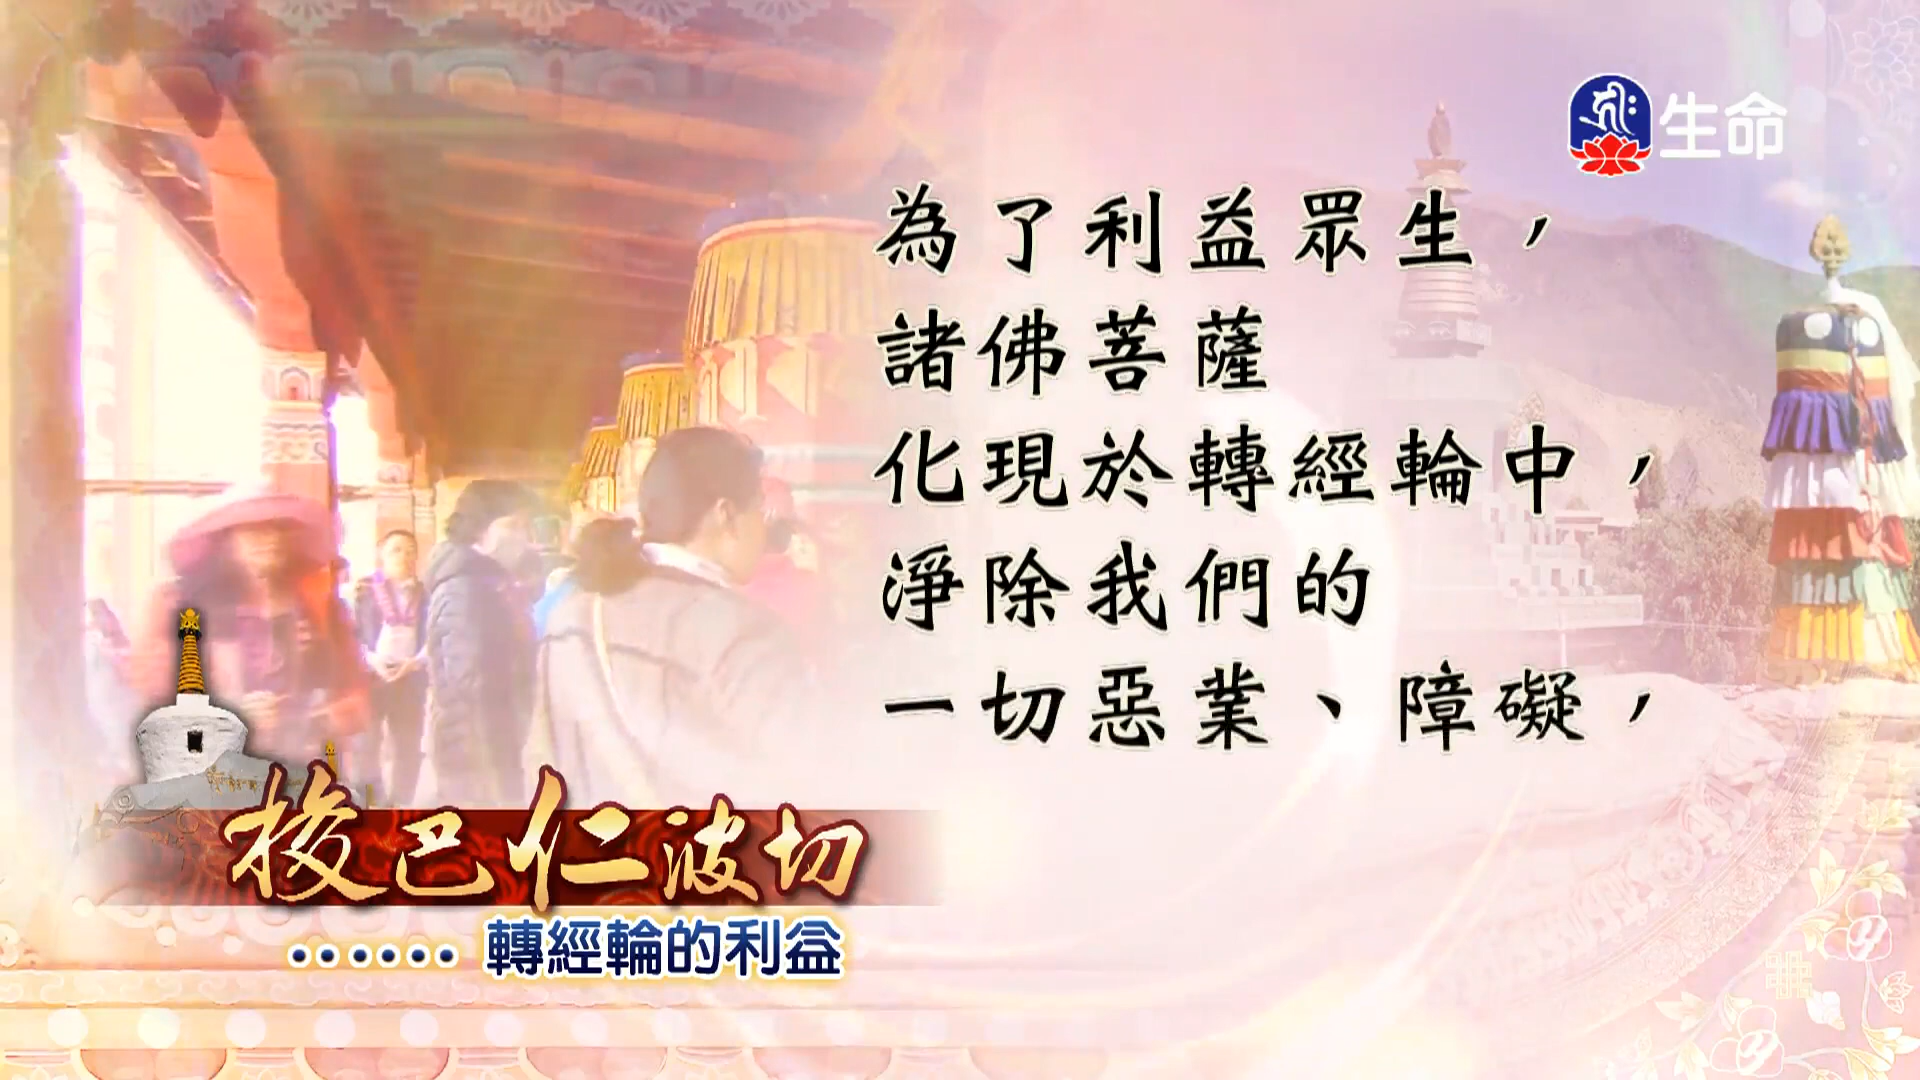 生命
為了利益眾生，
諸佛菩薩
化現於轉經輪中，
淨除我們的
一切惡業、障礙，
梭巴仁波切
……轉經輪的利益